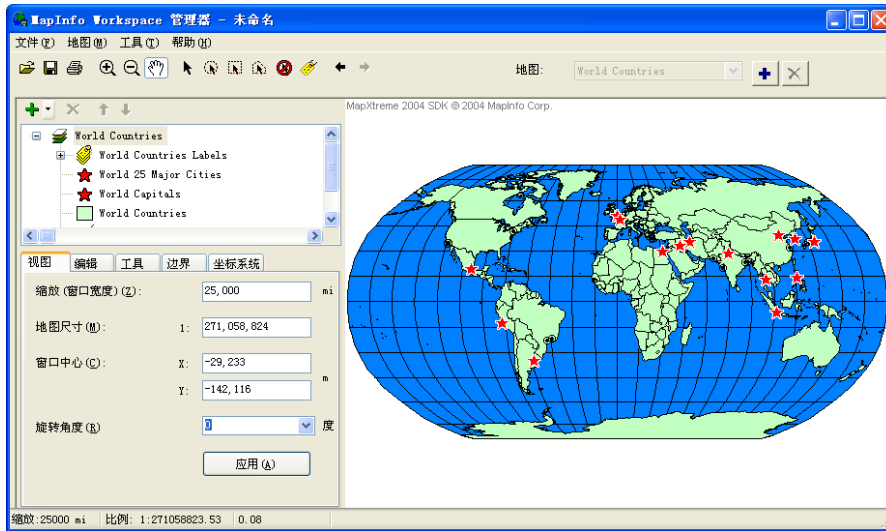 MapInfo Workspace 管理器 - 未命名
文件(F) 地图(M) 工具(T) 帮助(H)
地图: World Countries
MapXtreme 2004 SDK © 2004 MapInfo Corp.
World Countries
World Countries Labels
World 25 Major Cities
World Capitals
World Countries
视图 编辑 工具 边界 坐标系统
缩放(窗口宽度)(Z): 25,000 mi
地图尺寸(M): 1: 271,058,824
窗口中心(C): X: -29,233
Y: -142,116
m
旋转角度(R) 0 度
应用(A)
缩放:25000 mi 比例: 1:271058823.53 0.08